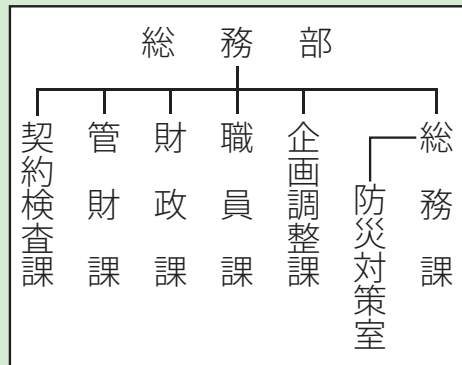 総務部
総務課
防災対策室
企画調整課
職員課
財政課
管財課
契約検査課